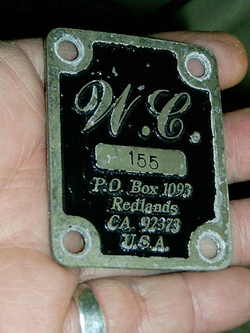 W.C.
155
P.O. Box 1093
Redlands
CA. 92373
U.S.A.